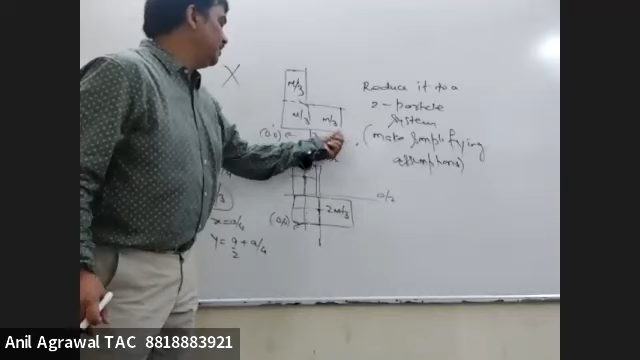 X
M/3
M/3 M/3
(0,0)
Reduce it to a
2-particle
System
(make Simplifying
assumptions)
a/2
2M/3
(0,0)
x=a/4
y=a/2+a/4
Anil Agrawal TAC 8818883921